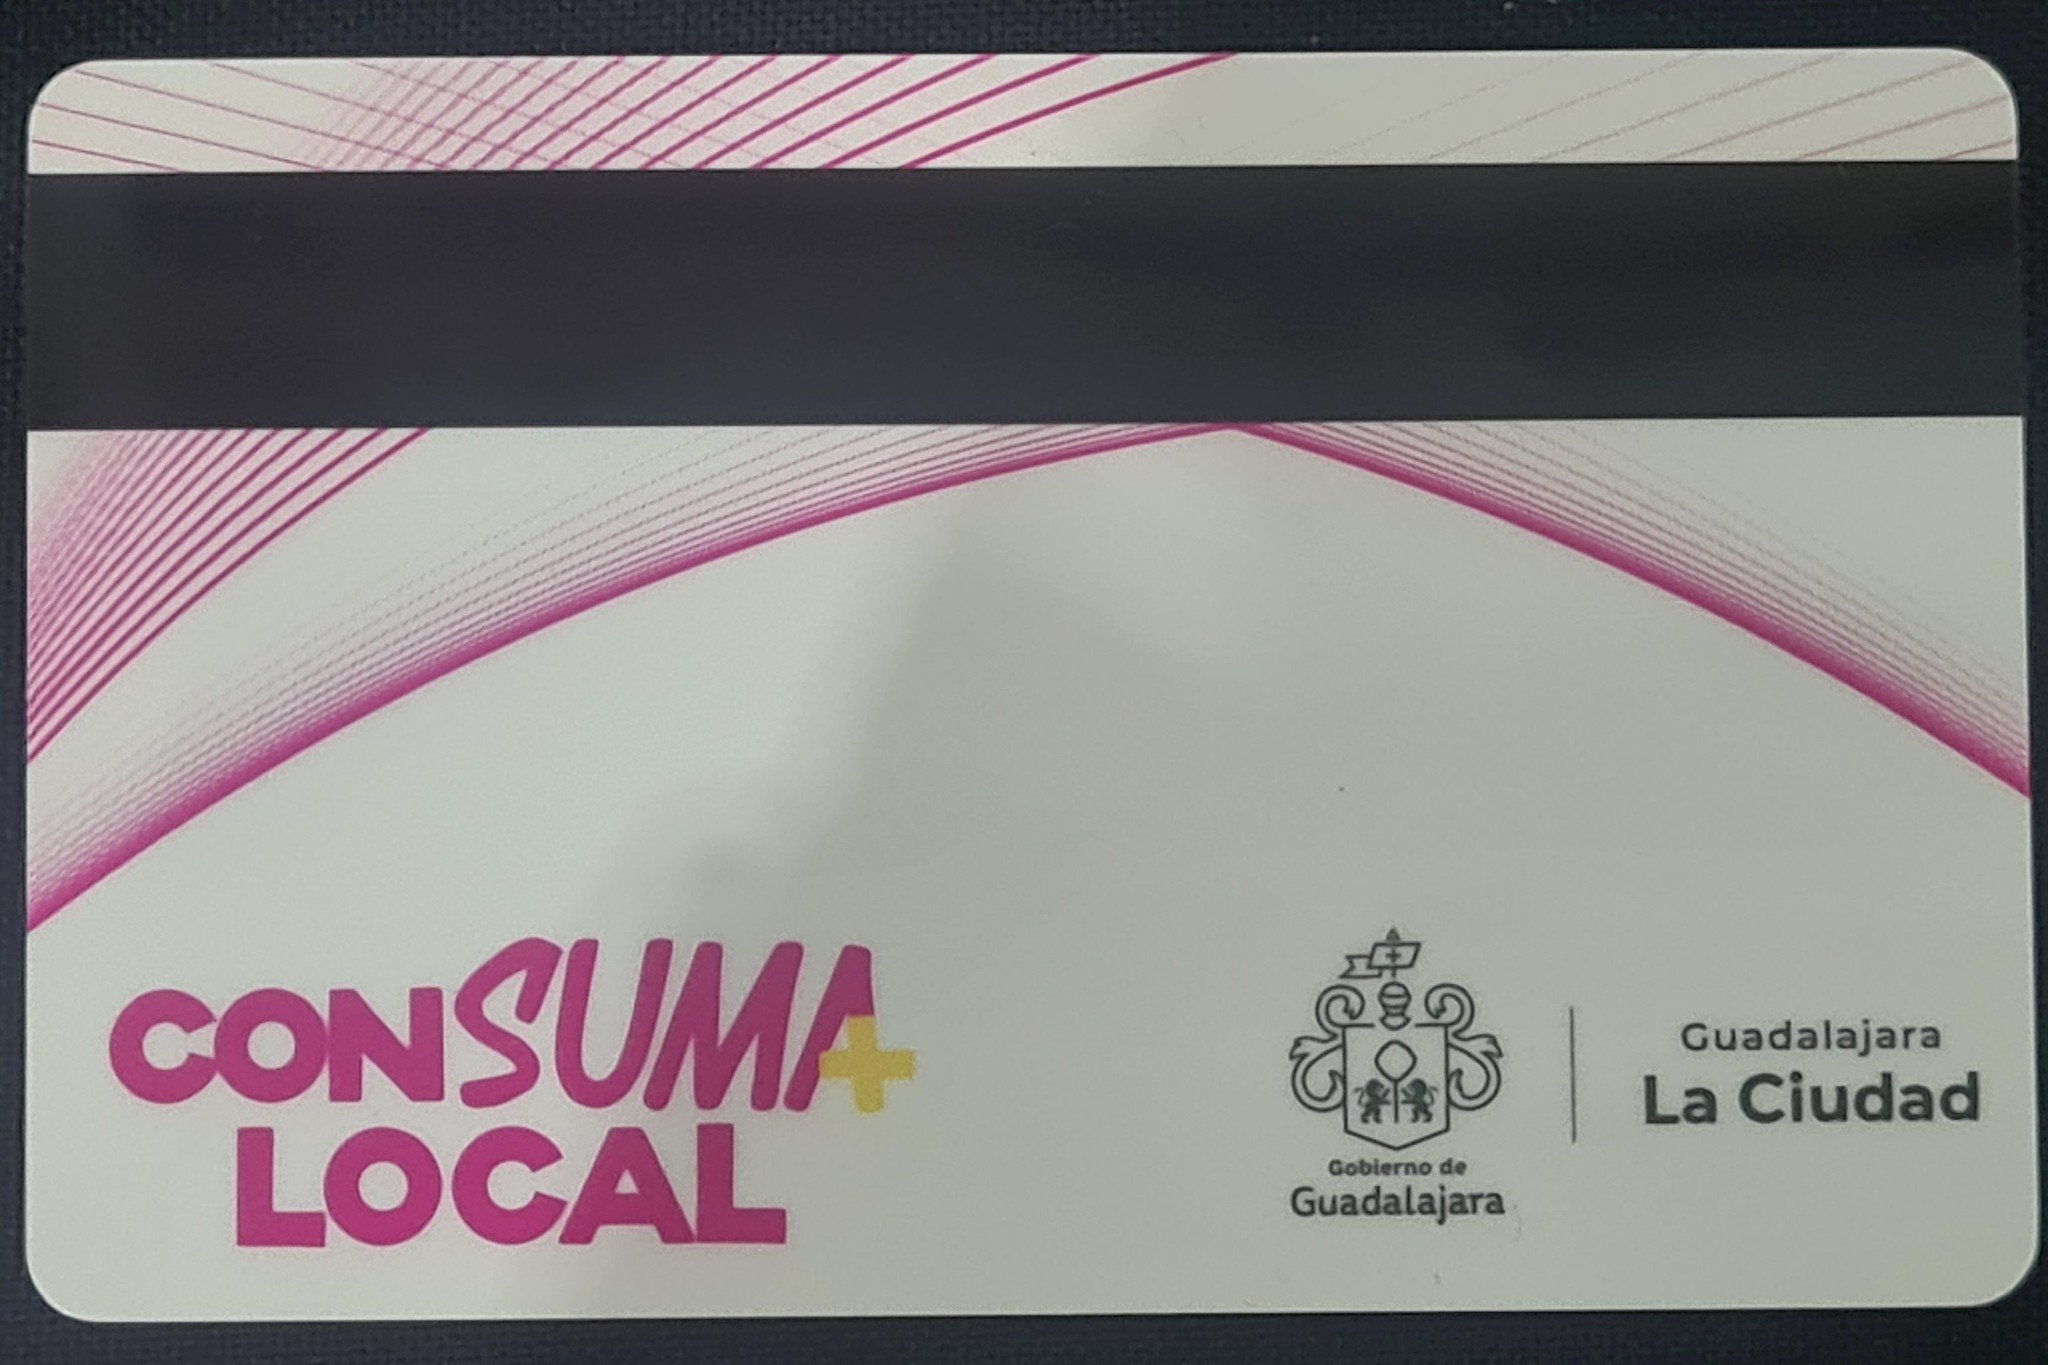 CONSUMA+
LOCAL
Gobierno de
Guadalajara
Guadalajara
La Ciudad